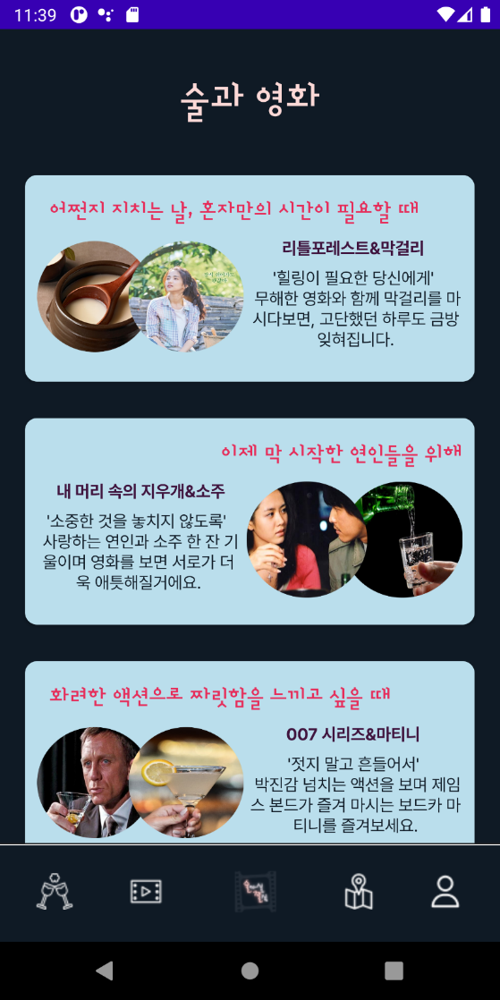 11:39
술과 영화
어쩐지 지치는 날, 혼자만의 시간이 필요할 때
리틀포레스트&막걸리
'힐링이 필요한 당신에게'
무해한 영화와 함께 막걸리를 마
시다보면, 고단했던 하루도 금방
잊혀집니다.
이제 막 시작한 연인들을 위해
내 머리 속의 지우개&소주
'소중한 것을 놓치지 않도록'
사랑하는 연인과 소주 한 잔 기
울이며 영화를 보면 서로가 더
욱 애틋해질거에요.
화려한 액션으로 짜릿함을 느끼고 싶을 때
007 시리즈&마티니
'젓지 말고 흔들어서'
박진감 넘치는 액션을 보며 제임
스 본드가 즐겨 마시는 보드카 마
티니를 즐겨보세요.